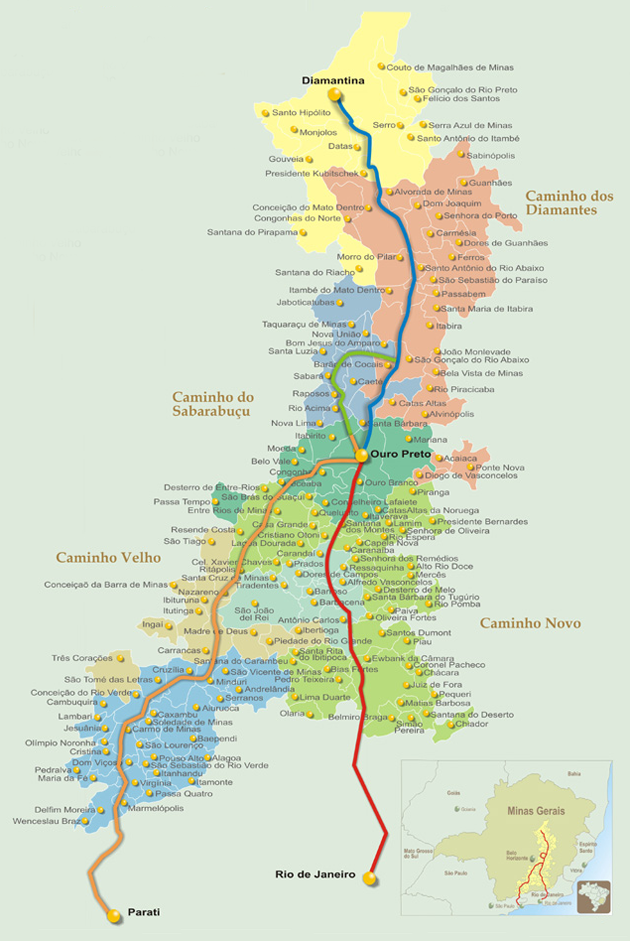 Couto de Magalhães de Minas
Diamantina
São Gonçalo do Rio Preto
Felício dos Santos
Santo Hipólito
Serro
Serra Azul de Minas
Monjolos
Santo Antônio do Itambé
Datas
Sabinópolis
Gouveia
Presidente Kubitschek
Guanhães
Alvorada de Minas
Caminho dos
Diamantes
Conceição do Mato Dentro
Dom Joaquim
Congonhas do Norte
Senhora do Porto
Santana do Pirapama
Carmésia
Dores de Guanhães
Morro do Pilar
Ferros
Santana do Riacho
Santo Antônio do Rio Abaixo
São Sebastião do Paraíso
Itambé do Mato Dentro
Passabem
Jaboticatubas
Santa Maria de Itabira
Taquaraçu de Minas
Itabira
Nova União
Bom Jesus do Amparo
Santa Luzia
João Monlevade
São Gonçalo do Rio Abaixo
Barão de Cocais
Bela Vista de Minas
Sabará
Caeté
Rio Piracicaba
Raposos
Caminho do
Sabarabuçu
Catas Altas
Rio Acima
Alvinópolis
Nova Lima
Santa Bárbara
Itabirito
Mariana
Moeda
Ouro Preto
Acaiaca
Belo Vale
Ponte Nova
Congonhas
Diogo de Vasconcelos
Desterro de Entre-Rios
Jeceaba
Ouro Branco
Piranga
São Brás do Suaçuí
Passa Tempo
Conselheiro Lafaiete
Entre Rios de Minas
Queluzito
CatasAltas da Noruega
Itaverava
Casa Grande
Santana
dos Montes
Lamim
Presidente Bernardes
Resende Costa
Cristiano Otoni
Senhora de Oliveira
Rio Espera
São Tiago
Lagoa Dourada
Capela Nova
Caranaíba
Caminho Velho
Carandaí
Cel. Xavier Chaves
Prados
Senhora dos Remédios
Ritápolis
Ressaquinha
Alto Rio Doce
Santa Cruz de Minas
Dores de Campos
Mercês
Conceiçaõ da Barra de Minas
Tiradentes
Alfredo Vasconcelos
Nazareno
Barroso
Desterro do Melo
Ibituruna
Santa Bárbara do Tugúrio
Barbacena
Rio Pomba
Itutinga
São João
del Rei
Paiva
Antônio Carlos
Oliveira Fortes
Caminho Novo
Ingaí
Madre de Deus
Ibertioga
Santos Dumont
Piedade do Rio Grande
Piau
Carrancas
Santa Rita
do Ibitipoca
Três Corações
Santana do Carambeu
Ewbank da Câmara
Cruzília
Coronel Pacheco
São Vicente de Minas
Bias Fortes
Chácara
São Tomé das Letras
Minduri
Pedro Teixeira
Juiz de Fora
Andrelândia
Conceição do Rio Verde
Serranos
Lima Duarte
Pequeri
Cambuquira
Matias Barbosa
Aiuruoca
Caxambu
Lambari
Olaria
Belmiro Braga
Santana do Deserto
Soledade de Minas
Simão
Pereira
Chiador
Jesuânia
Carmo de Minas
Baependi
Olímpio Noronha
São Lourenço
Cristina
Pouso Alto
Alagoa
Dom Viçoso
São Sebastião do Rio Verde
Pedralva
Itanhandu
Maria da Fé
Virgínia
Itamonte
Passa Quatro
Marmelópolis
Delfim Moreira
Wenceslau Braz
Rio de Janeiro
Parati
Bahia
Goiás
Goiania
Minas Gerais
Mato Grosso
do Sul
Belo
Horizonte
Espírito
Santo
Vitória
São Paulo
Rio de Janeiro
São Paulo
Rio de Janeiro